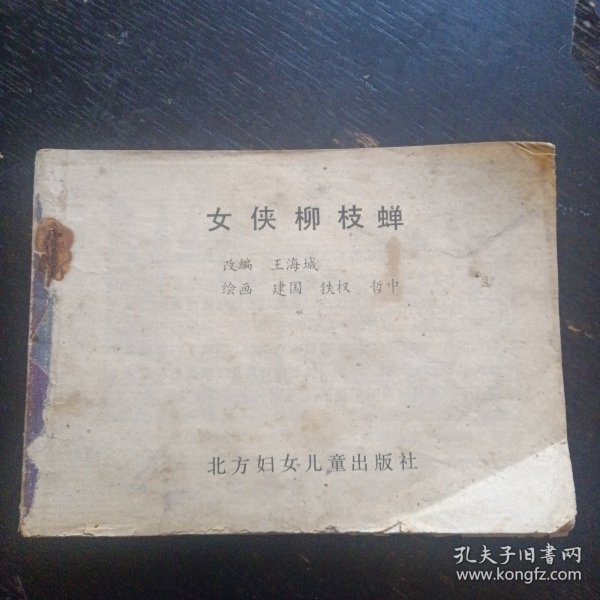 女侠柳枝蝉
改编 王海城
绘画 建国 铁权 哲中
北方妇女儿童出版社
孔夫子旧书网
www.kongfz.com